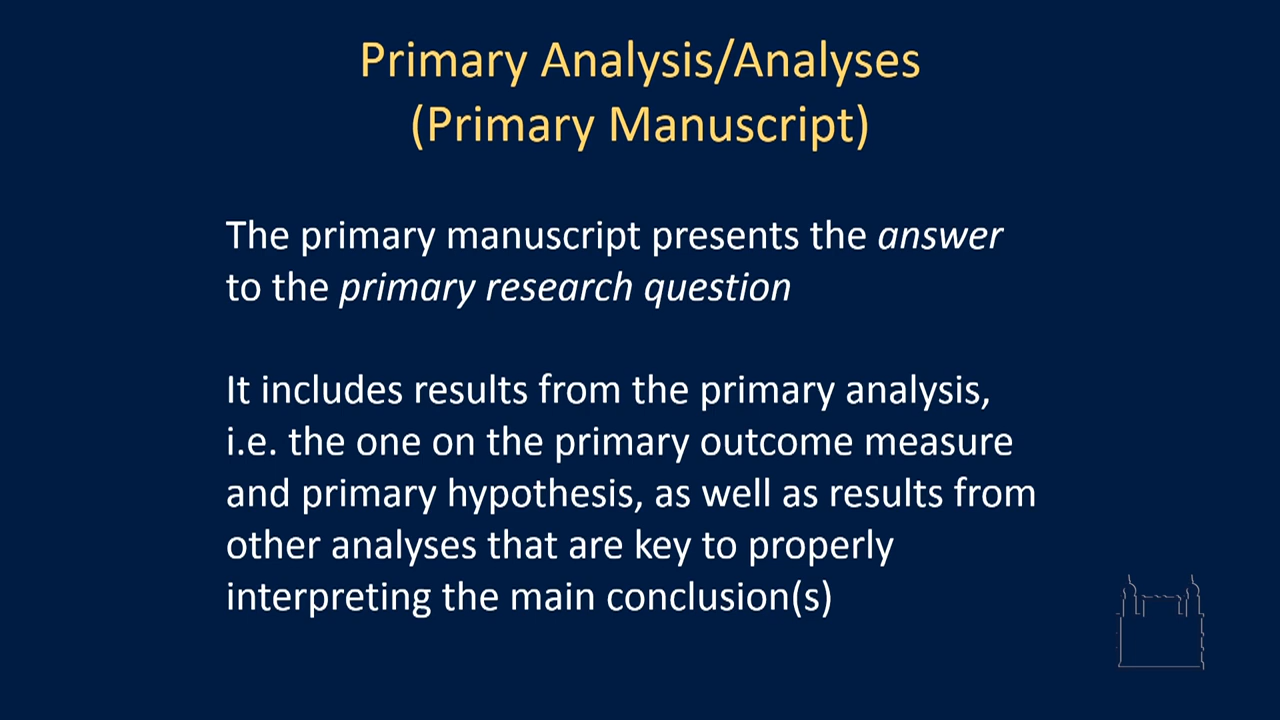 Primary Analysis/Analyses
(Primary Manuscript)
The primary manuscript presents the answer
to the primary research question
It includes results from the primary analysis,
i.e. the one on the primary outcome measure
and primary hypothesis, as well as results from
other analyses that are key to properly
interpreting the main conclusion(s)